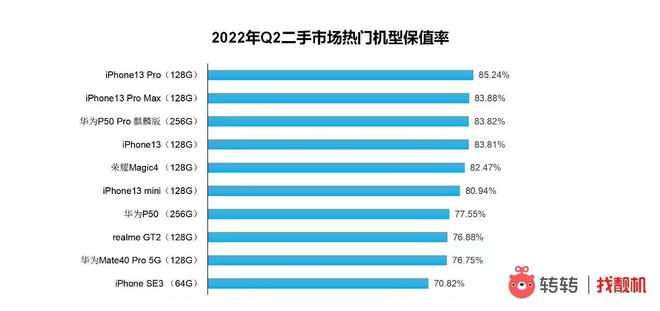 2022年Q2二手市场热门机型保值率
iPhone13 Pro（128G） 85.24%
iPhone13 Pro Max（128G） 83.88%
华为P50 Pro 麒麟版（256G） 83.82%
iPhone13（128G） 83.81%
荣耀Magic4 （128G） 82.47%
iPhone13 mini（128G） 80.94%
华为P50 （256G） 77.55%
realme GT2（128G） 76.88%
华为Mate40 Pro 5G（128G） 76.75%
iPhone SE3 （64G） 70.82%
转转 | 找靓机